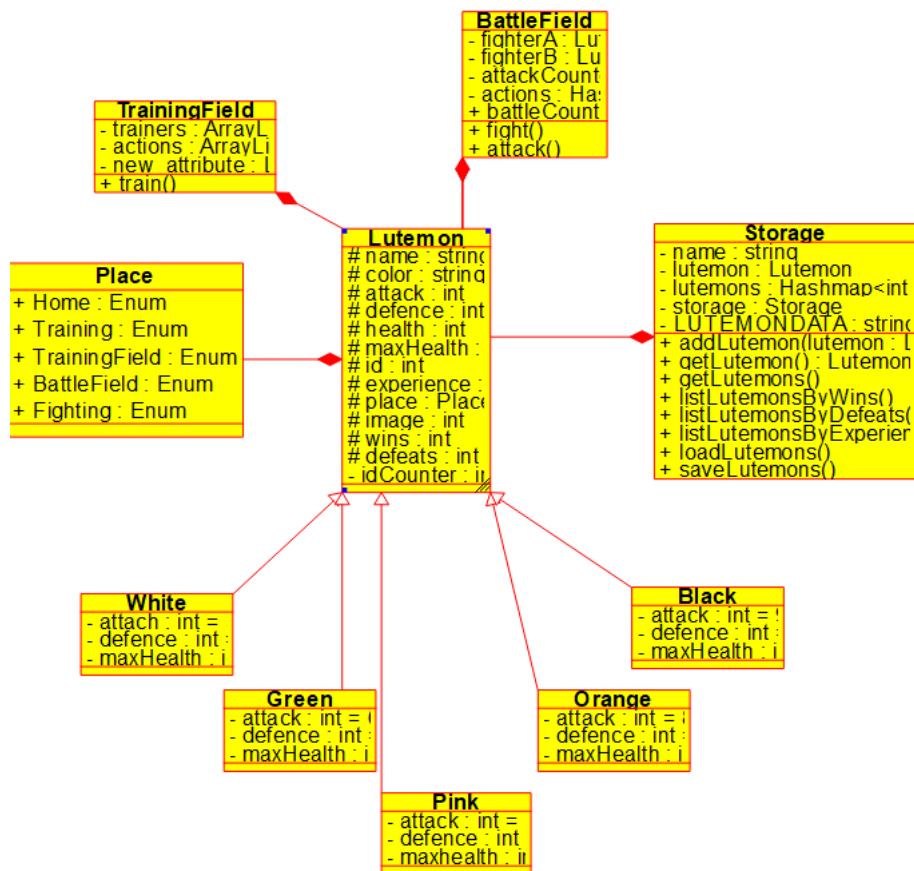 BattleField
- fighterA : Lu
- fighterB : Lu
- attackCount
- actions : Has
+ battleCount
+ fight()
+ attack()
TrainingField
- trainers : ArrayL
- actions : ArrayLi
- new attribute :
+ train()
Lutemon
# name : string
# color : string
# attack : int
# defence : int
# health : int
# maxHealth :
# id : int
# experience :
# place : Place
# image : int
# wins : int
# defeats : int
- idCounter : in
Storage
- name : string
- lutemon : Lutemon
- lutemons : Hashmap<int
- storage : Storage
- LUTEMONDATA : string
+ addLutemon(lutemon : L
+ getLutemon() : Lutemon
+ getLutemons()
+ listLutemonsByWins()
+ listLutemonsByDefeats(
+ listLutemonsByExperien
+ loadLutemons()
+ saveLutemons()
Place
+ Home : Enum
+ Training : Enum
+ TrainingField : Enum
+ BattleField : Enum
+ Fighting : Enum
White
- attach : int =
- defence : int
- maxHealth : i
Black
- attack : int =
- defence : int
- maxHealth : i
Green
- attack : int =
- defence : int
- maxHealth : i
Orange
- attack : int =
- defence : int
- maxHealth : i
Pink
- attack : int =
- defence : int
- maxhealth : in